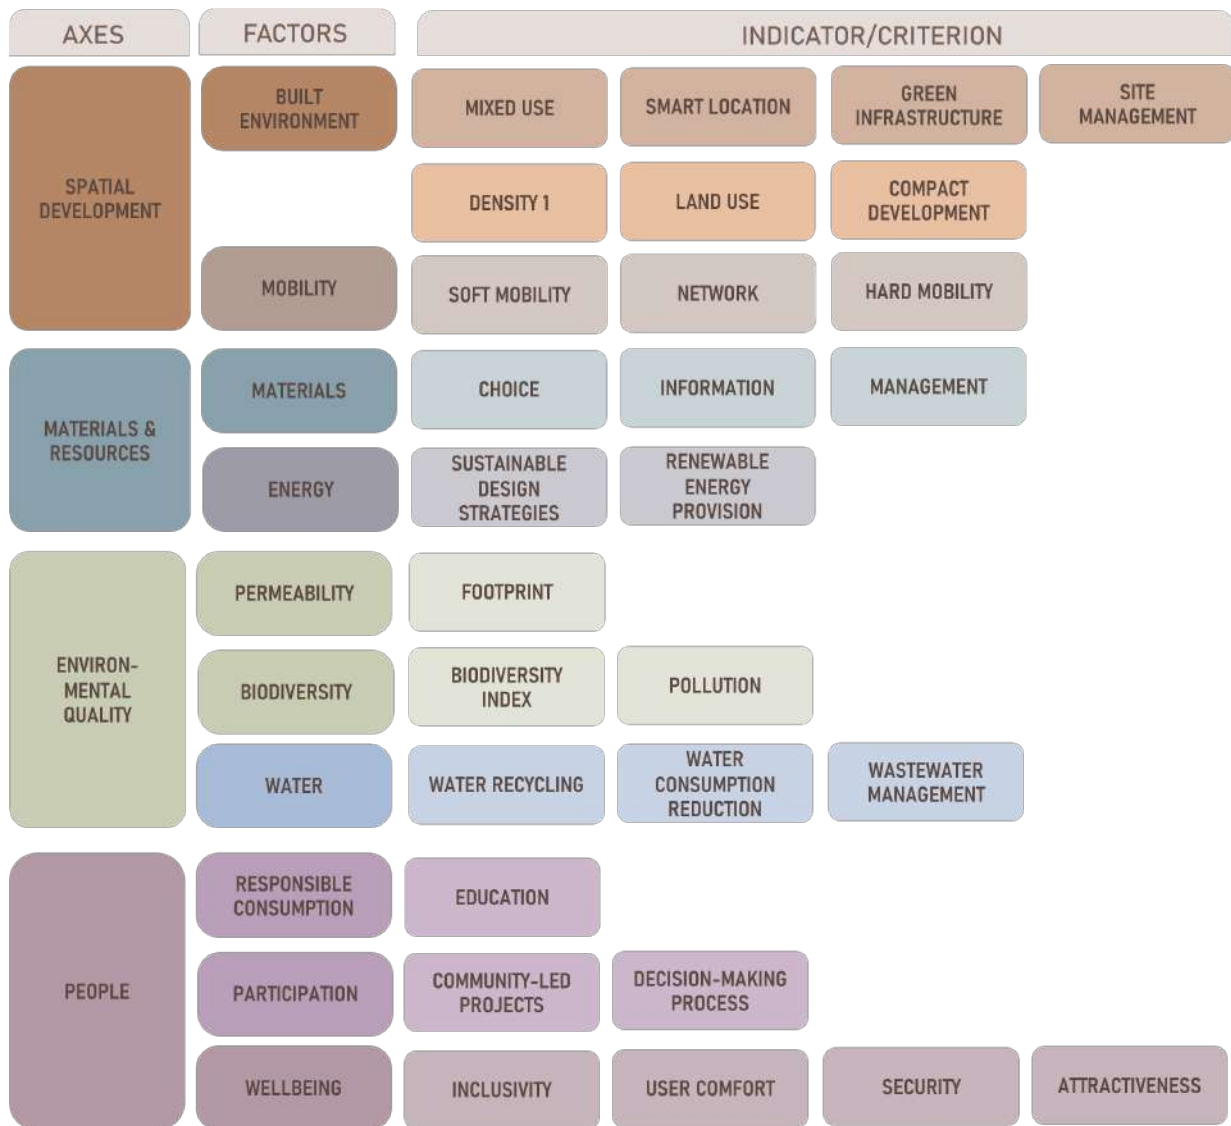 AXES
FACTORS
INDICATOR/CRITERION
SPATIAL
DEVELOPMENT
BUILT
ENVIRONMENT
MIXED USE
SMART LOCATION
GREEN
INFRASTRUCTURE
SITE
MANAGEMENT
DENSITY 1
LAND USE
COMPACT
DEVELOPMENT
MOBILITY
SOFT MOBILITY
NETWORK
HARD MOBILITY
MATERIALS &
RESOURCES
MATERIALS
CHOICE
INFORMATION
MANAGEMENT
ENERGY
SUSTAINABLE
DESIGN
STRATEGIES
RENEWABLE
ENERGY
PROVISION
ENVIRON-
MENTAL
QUALITY
PERMEABILITY
FOOTPRINT
BIODIVERSITY
BIODIVERSITY
INDEX
POLLUTION
WATER
WATER RECYCLING
WATER
CONSUMPTION
REDUCTION
WASTEWATER
MANAGEMENT
PEOPLE
RESPONSIBLE
CONSUMPTION
EDUCATION
PARTICIPATION
COMMUNITY-LED
PROJECTS
DECISION-MAKING
PROCESS
WELLBEING
INCLUSIVITY
USER COMFORT
SECURITY
ATTRACTIVENESS